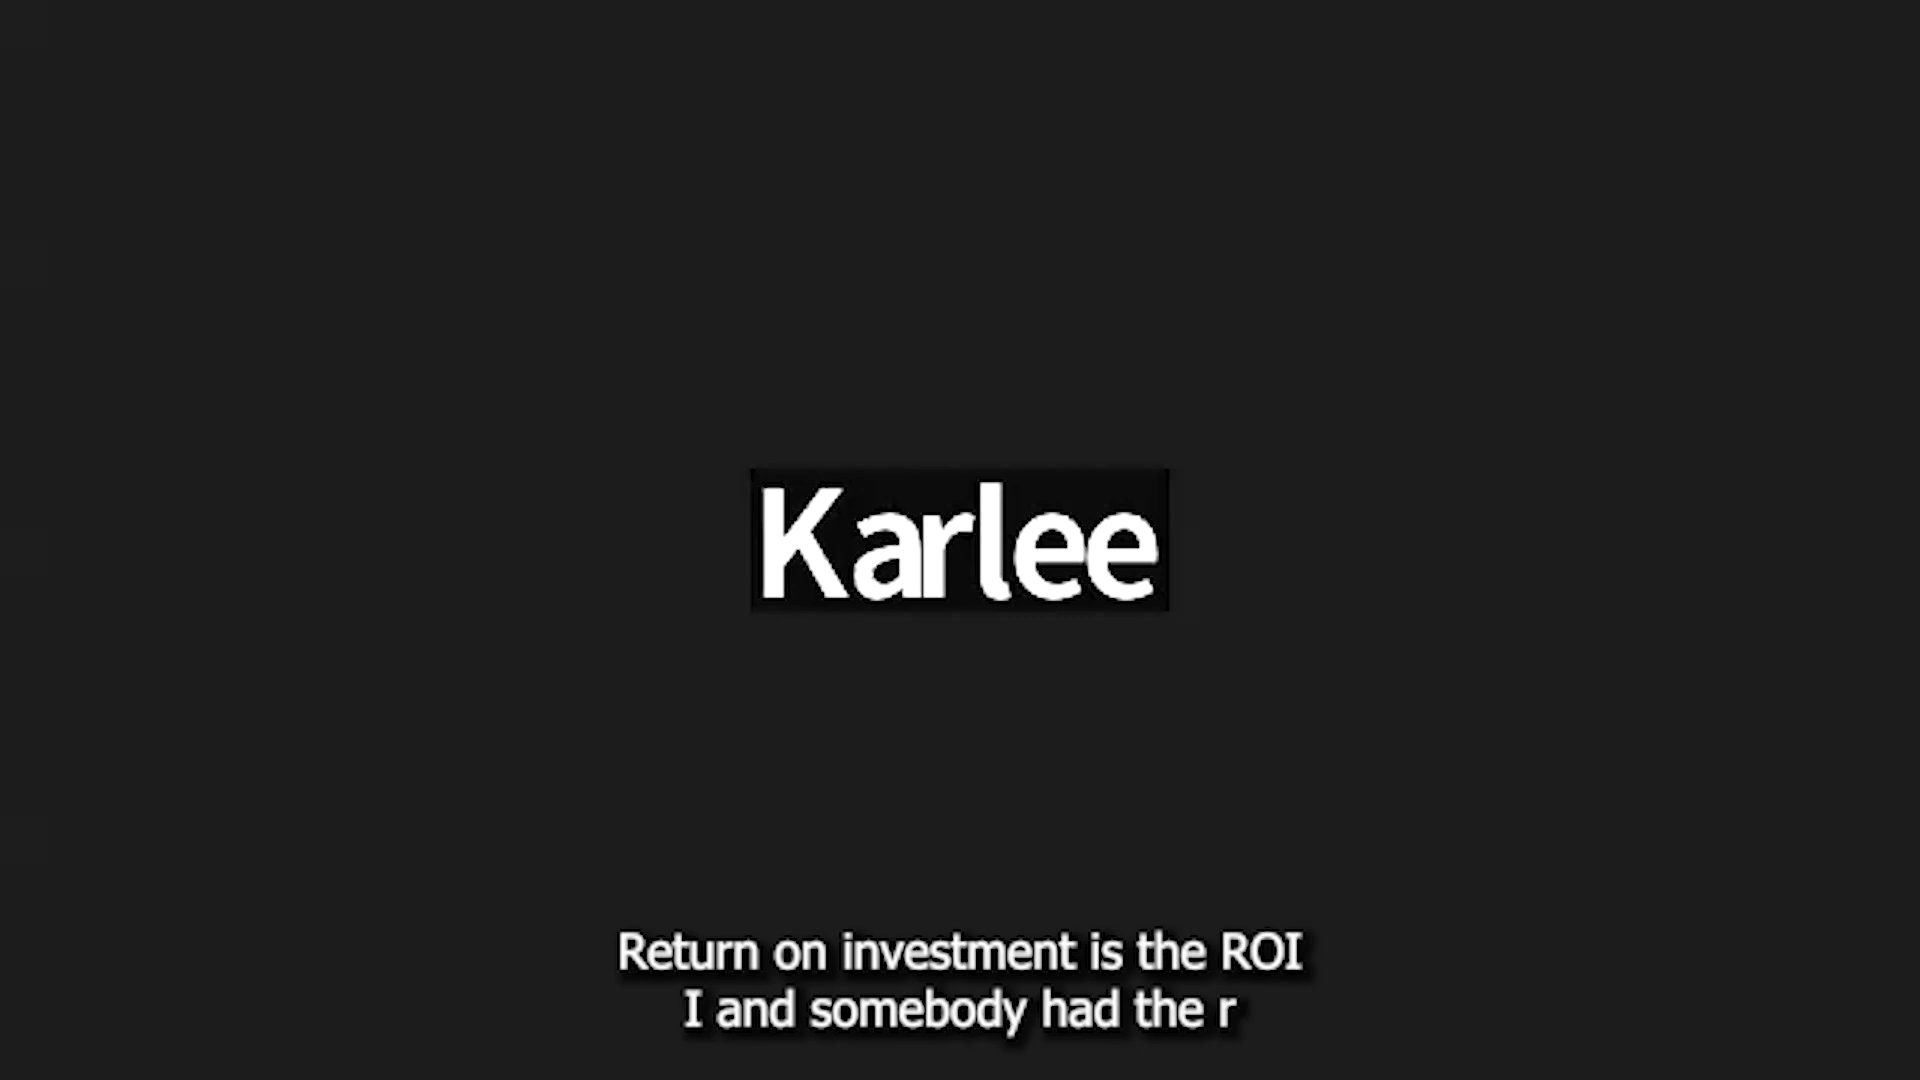 Karlee
Return on investment is the ROI
I and somebody had the r